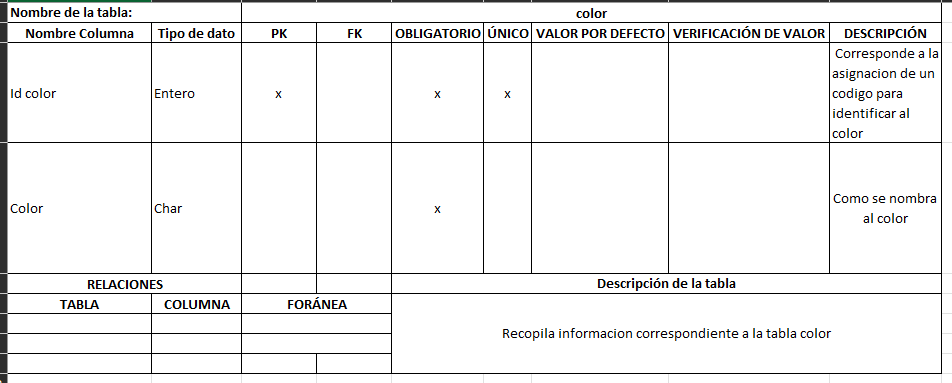 Nombre de la tabla: color
Nombre Columna Tipo de dato PK FK OBLIGATORIO ÚNICO VALOR POR DEFECTO VERIFICACIÓN DE VALOR DESCRIPCIÓN
Id color Entero x x x Corresponde a la
asignacion de un
codigo para
identificar al
color
Color Char x Como se nombra
al color
RELACIONES Descripción de la tabla
TABLA COLUMNA FORÁNEA
Recopila informacion correspondiente a la tabla color